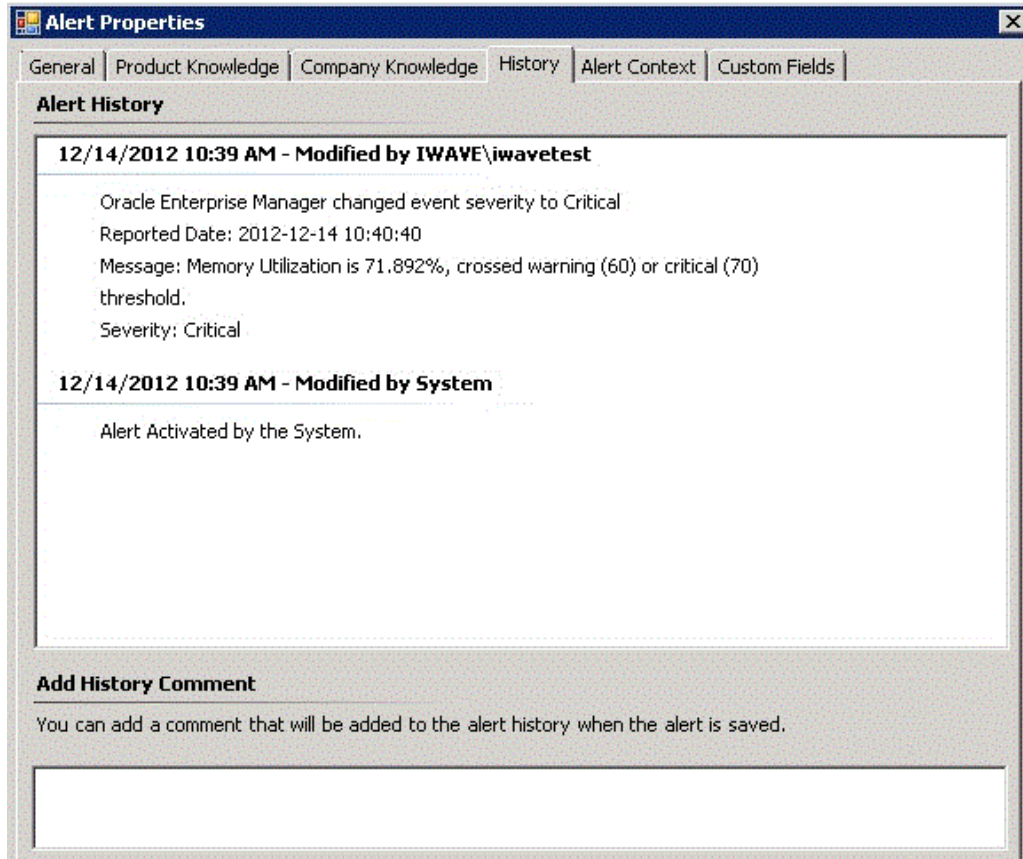 Alert Properties
General Product Knowledge Company Knowledge History Alert Context Custom Fields
Alert History
12/14/2012 10:39 AM - Modified by IWAVE\iwavetest
Oracle Enterprise Manager changed event severity to Critical
Reported Date: 2012-12-14 10:40:40
Message: Memory Utilization is 71.892%, crossed warning (60) or critical (70)
threshold.
Severity: Critical
12/14/2012 10:39 AM - Modified by System
Alert Activated by the System.
Add History Comment
You can add a comment that will be added to the alert history when the alert is saved.